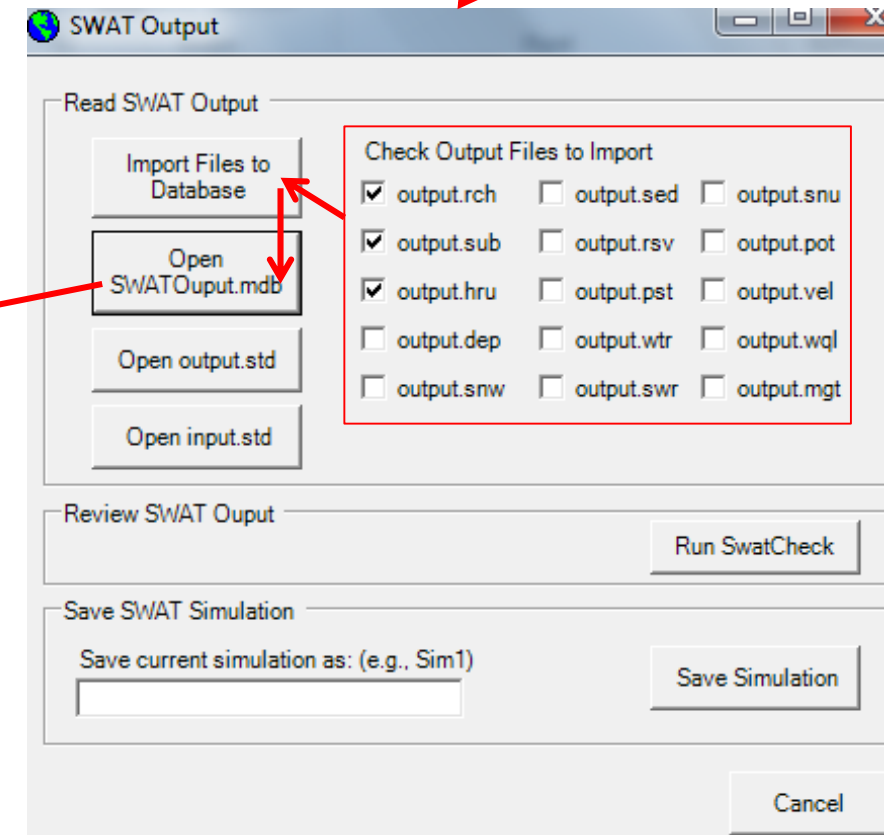 SWAT Output
Read SWAT Output
Import Files to
Database
Open
SWATOuput.mdb
Open output.std
Open input.std
Check Output Files to Import
output.rch output.sed output.snu
output.sub output.rsv output.pot
output.hru output.pst output.vel
output.dep output.wtr output.wql
output.snw output.swr output.mgt
Review SWAT Ouput
Run SwatCheck
Save SWAT Simulation
Save current simulation as: (e.g., Sim1)
Save Simulation
Cancel